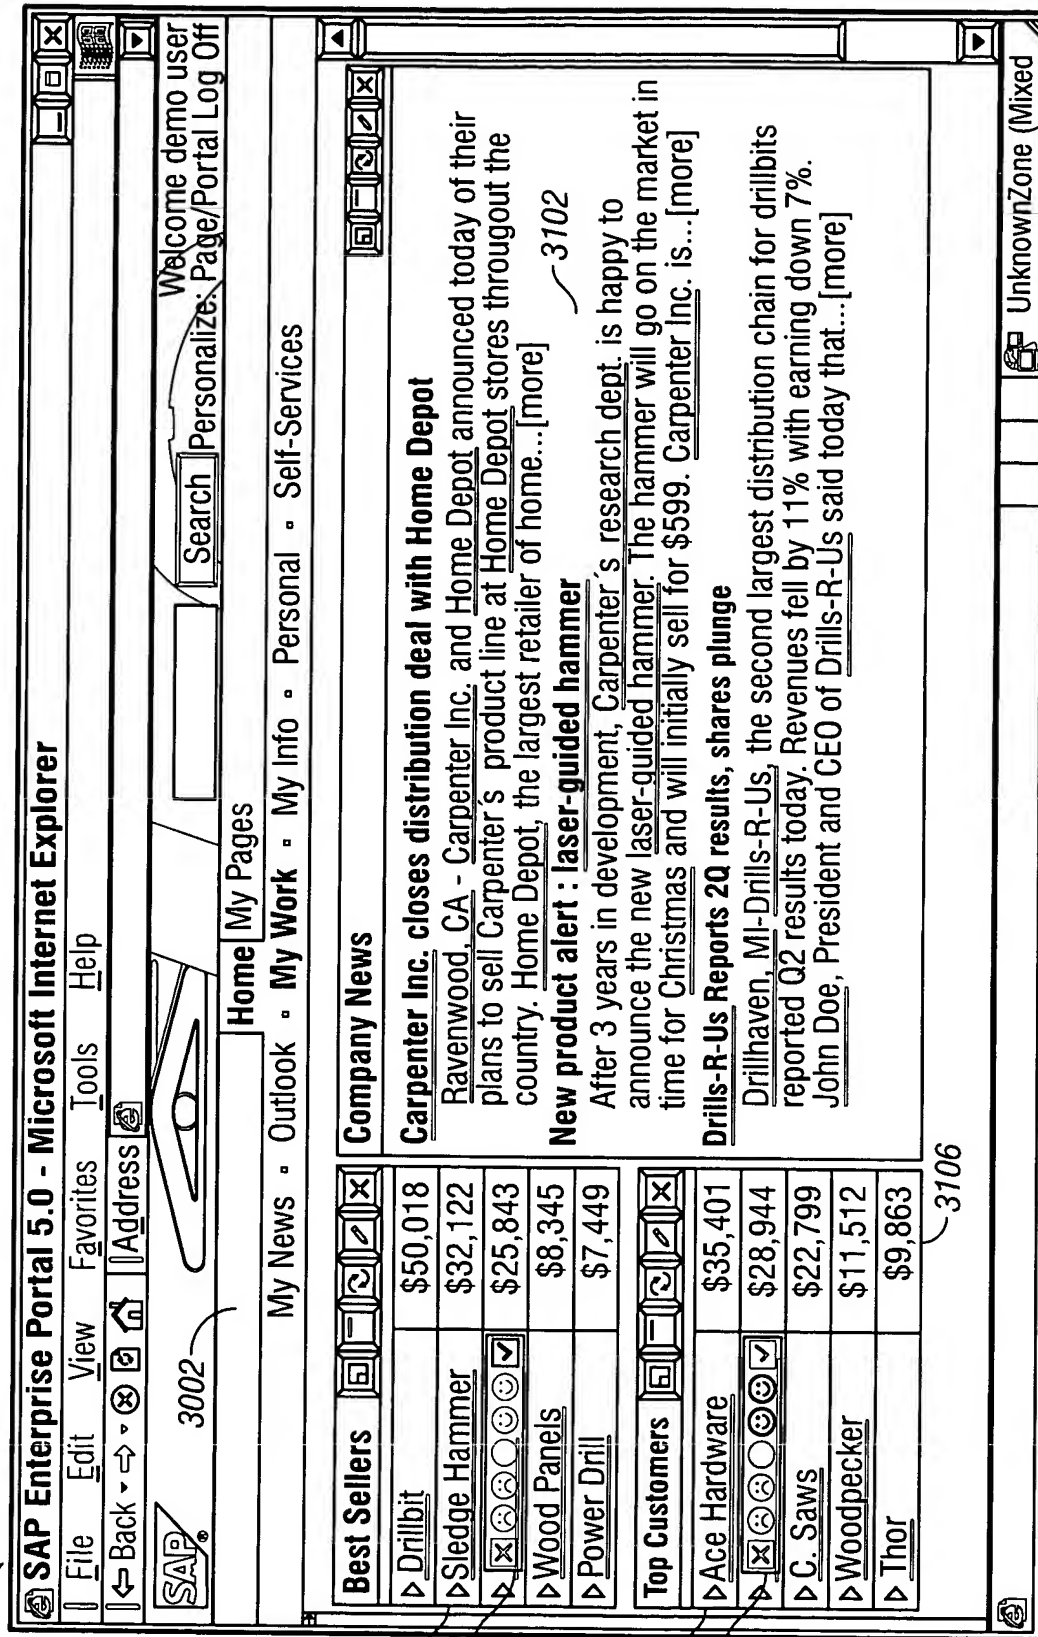 SAP Enterprise Portal 5.0 - Microsoft Internet Explorer
File Edit View Favorites Tools Help
Back Address
SAP ®
3002
Welcome demo user
Search Personalize: Page/Portal Log Off
Home My Pages
My News Outlook My Work My Info Personal Self-Services
Best Sellers
Drillbit $50,018
Sledge Hammer $32,122
$25,843
Wood Panels $8,345
Power Drill $7,449
Top Customers
Ace Hardware $35,401
$28,944
C. Saws $22,799
Woodpecker $11,512
Thor $9,863
3106
Company News
Carpenter Inc. closes distribution deal with Home Depot
Ravenwood, CA - Carpenter Inc. and Home Depot announced today of their
plans to sell Carpenter´s product line at Home Depot stores througout the
country. Home Depot, the largest retailer of home...[more]
3102
New product alert : laser-guided hammer
After 3 years in development, Carpenter´s research dept. is happy to
announce the new laser-guided hammer. The hammer will go on the market in
time for Christmas and will initially sell for $599. Carpenter Inc. is...[more]
Drills-R-Us Reports 2Q results, shares plunge
Drillhaven, MI-Drills-R-Us, the second largest distribution chain for drillbits
reported Q2 results today. Revenues fell by 11% with earning down 7%.
John Doe, President and CEO of Drills-R-Us said today that...[more]
UnknownZone (Mixed